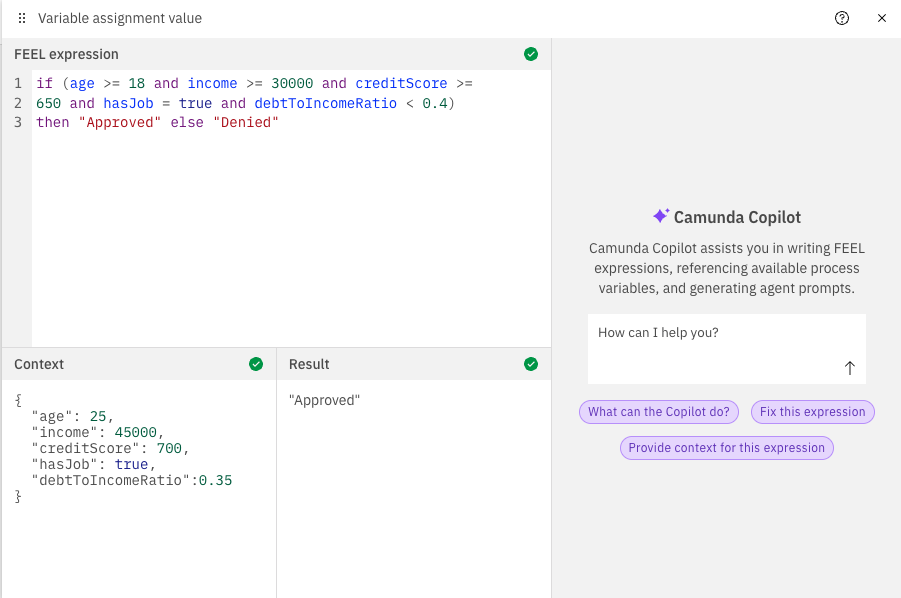 Variable assignment value
FEEL expression
1 if (age >= 18 and income >= 30000 and creditScore >=
2 650 and hasJob = true and debtToIncomeRatio < 0.4)
3 then "Approved" else "Denied"
Context
{
  "age": 25,
  "income": 45000,
  "creditScore": 700,
  "hasJob": true,
  "debtToIncomeRatio":0.35
}
Result
"Approved"
Camunda Copilot
Camunda Copilot assists you in writing FEEL
expressions, referencing available process
variables, and generating agent prompts.
How can I help you?
What can the Copilot do?
Fix this expression
Provide context for this expression